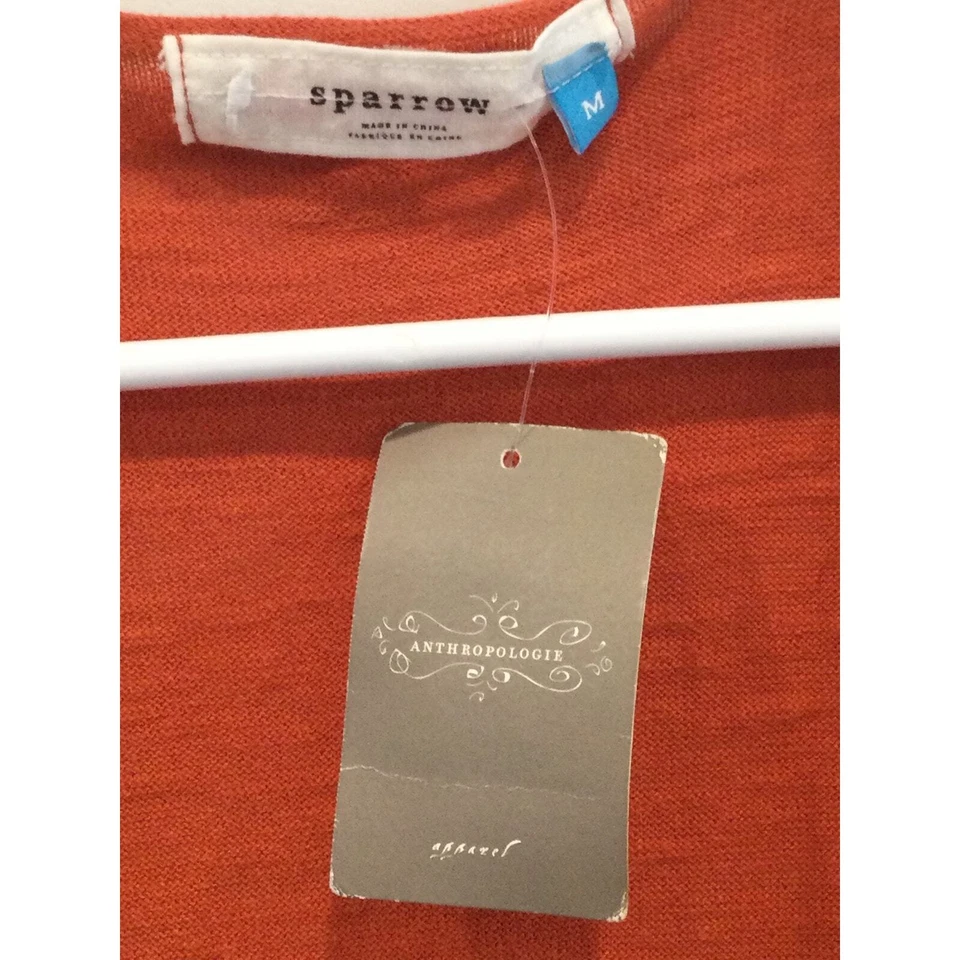 sparrow
MADE IN CHINA
FABRIQUE EN CHINE
M
ANTHROPOLOGIE
apparel